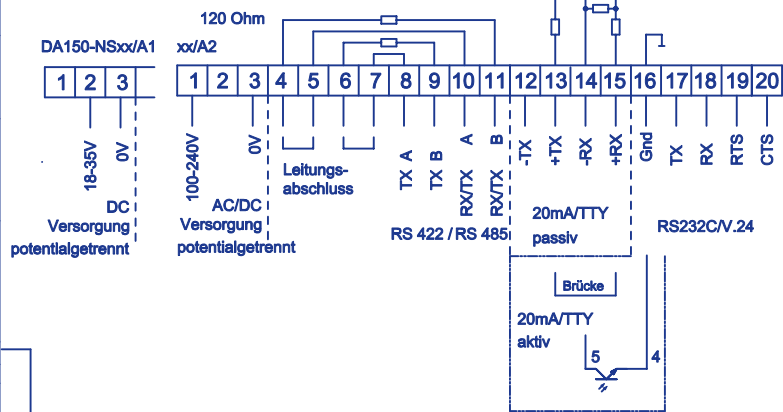 120 Ohm
DA150-NSxx/A1 xx/A2
1 2 3 1 2 3 4 5 6 7 8 9 10 11 12 13 14 15 16 17 18 19 20
18-35V
0V
100-240V
0V
Leitungs-
abschluss
TX A
TX B
RX/TX A
RX/TX B
-TX
+TX
-RX
+RX
Gnd
TX
RX
RTS
CTS
DC
Versorgung
potentialgetrennt
AC/DC
Versorgung
potentialgetrennt
RS 422 / RS 485
20mA/TTY
passiv
RS232C/V.24
Brücke
20mA/TTY
aktiv
5 4